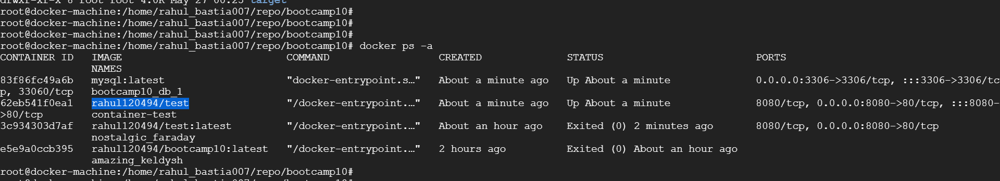 drwxr-xr-x 8 root root 4.0K May 27 00:25 target
root@docker-machine:/home/rahul_bastia007/repo/bootcamp10#
root@docker-machine:/home/rahul_bastia007/repo/bootcamp10#
root@docker-machine:/home/rahul_bastia007/repo/bootcamp10#
root@docker-machine:/home/rahul_bastia007/repo/bootcamp10# docker ps -a
CONTAINER ID   IMAGE                           COMMAND                  CREATED              STATUS                         PORTS
               NAMES
83f86fc49a6b   mysql:latest                    "docker-entrypoint.s…"   About a minute ago   Up About a minute              0.0.0.0:3306->3306/tcp, :::3306->3306/tc
p, 33060/tcp   bootcamp10_db_1
62eb541f0ea1   rahul120494/test                "/docker-entrypoint.…"   About a minute ago   Up About a minute              8080/tcp, 0.0.0.0:8080->80/tcp, :::8080-
>80/tcp        container-test
3c934303d7af   rahul120494/test:latest         "/docker-entrypoint.…"   About an hour ago    Exited (0) 2 minutes ago       8080/tcp, 0.0.0.0:8080->80/tcp
               nostalgic_faraday
e5e9a0ccb395   rahul120494/bootcamp10:latest   "/docker-entrypoint.…"   2 hours ago          Exited (0) About an hour ago
               amazing_keldysh
root@docker-machine:/home/rahul_bastia007/repo/bootcamp10#
root@docker-machine:/home/rahul_bastia007/repo/bootcamp10#